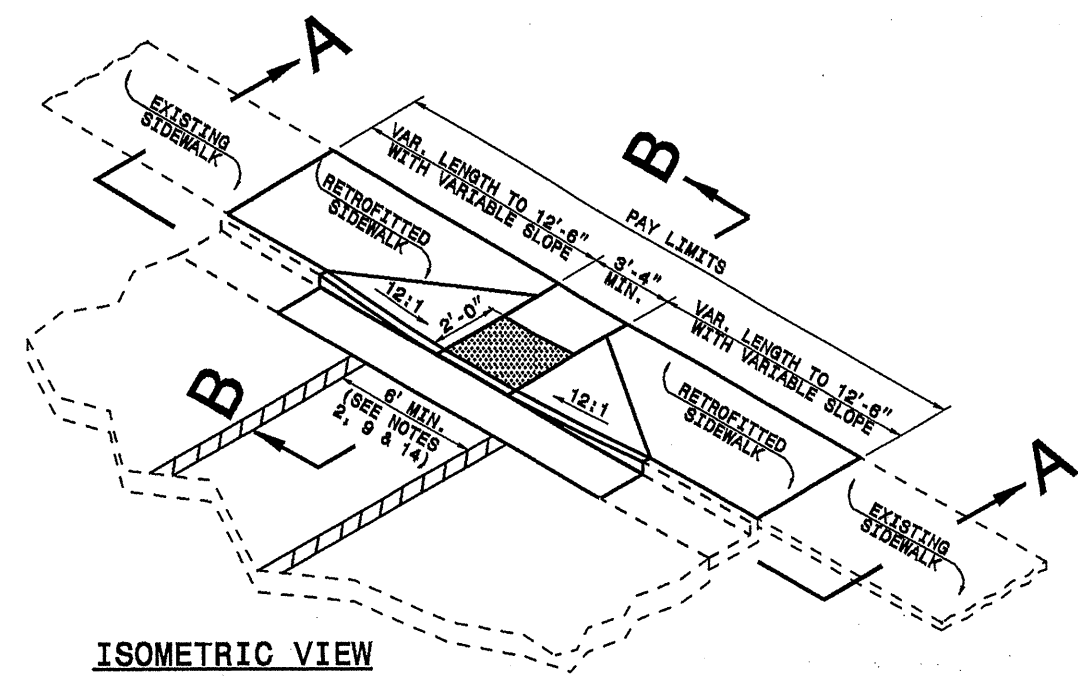 A
EXISTING
SIDEWALK
B
VAR. LENGTH TO 12'-6"
WITH VARIABLE SLOPE
PAY LIMITS
RETROFITTED
SIDEWALK
3'-4"
MIN.
12:1
2'-0"
VAR. LENGTH TO 12'-6"
WITH VARIABLE SLOPE
B
6' MIN.
(SEE NOTES
2, 9 & 14)
12:1
RETROFITTED
SIDEWALK
A
EXISTING
SIDEWALK
ISOMETRIC VIEW